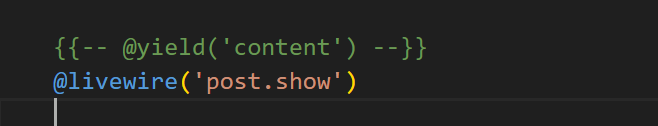 {{-- @yield('content') --}}
@livewire('post.show')